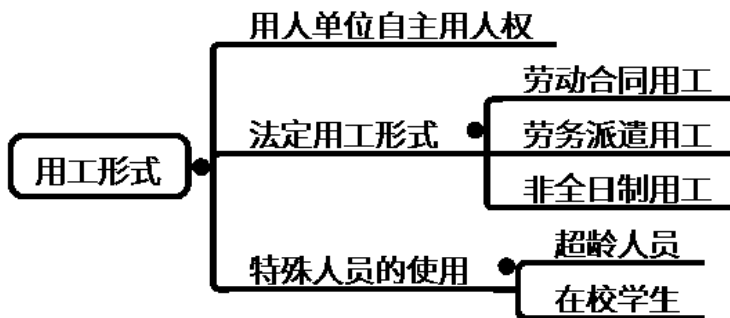 用工形式
用人单位自主用人权
法定用工形式
劳动合同用工
劳务派遣用工
非全日制用工
特殊人员的使用
超龄人员
在校学生